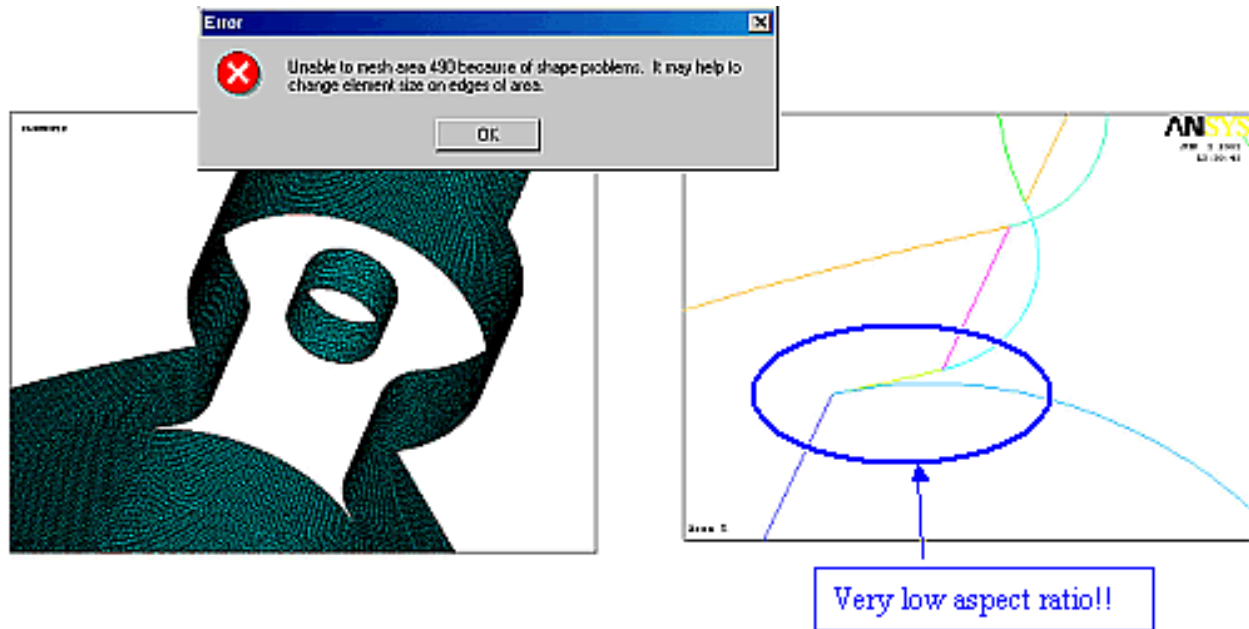 Error
Unable to mesh area 490 because of shape problems. It may help to
change element size on edges of area.
OK
ANSYS
Very low aspect ratio!!